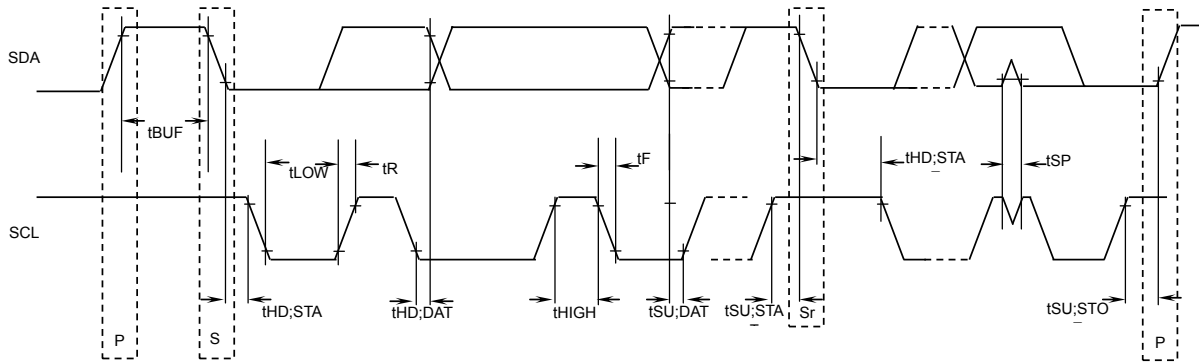 SDA
tBUF
tLOW
tR
tF
tHD;STA
_
tSP
SCL
tHD;STA
tHD;DAT
tHIGH
tSU;DAT
tSU;STA
_
Sr
tSU;STO
_
P
S
P